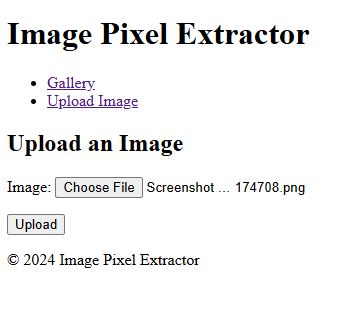 Image Pixel Extractor
Gallery
Upload Image
Upload an Image
Image: Choose File Screenshot ... 174708.png
Upload
© 2024 Image Pixel Extractor